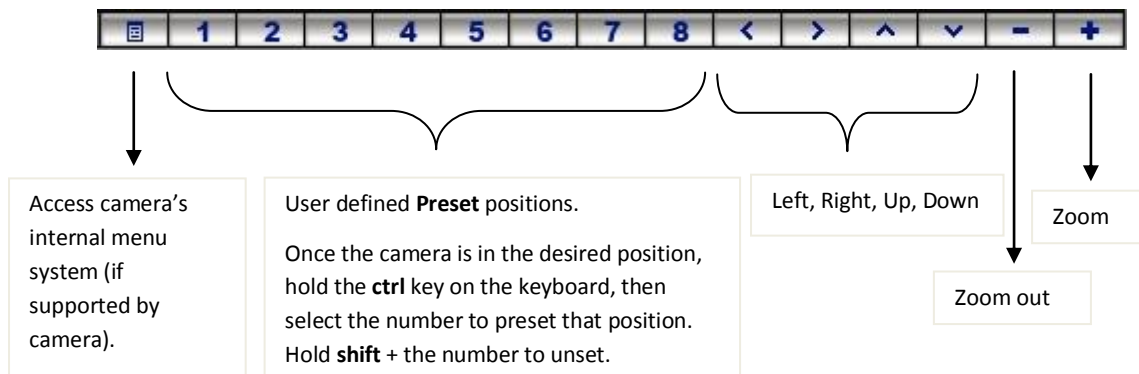 1 2 3 4 5 6 7 8 < > ^ v - +
Access camera's
internal menu
system (if
supported by
camera).
User defined Preset positions.
Once the camera is in the desired position,
hold the ctrl key on the keyboard, then
select the number to preset that position.
Hold shift + the number to unset.
Left, Right, Up, Down
Zoom out
Zoom